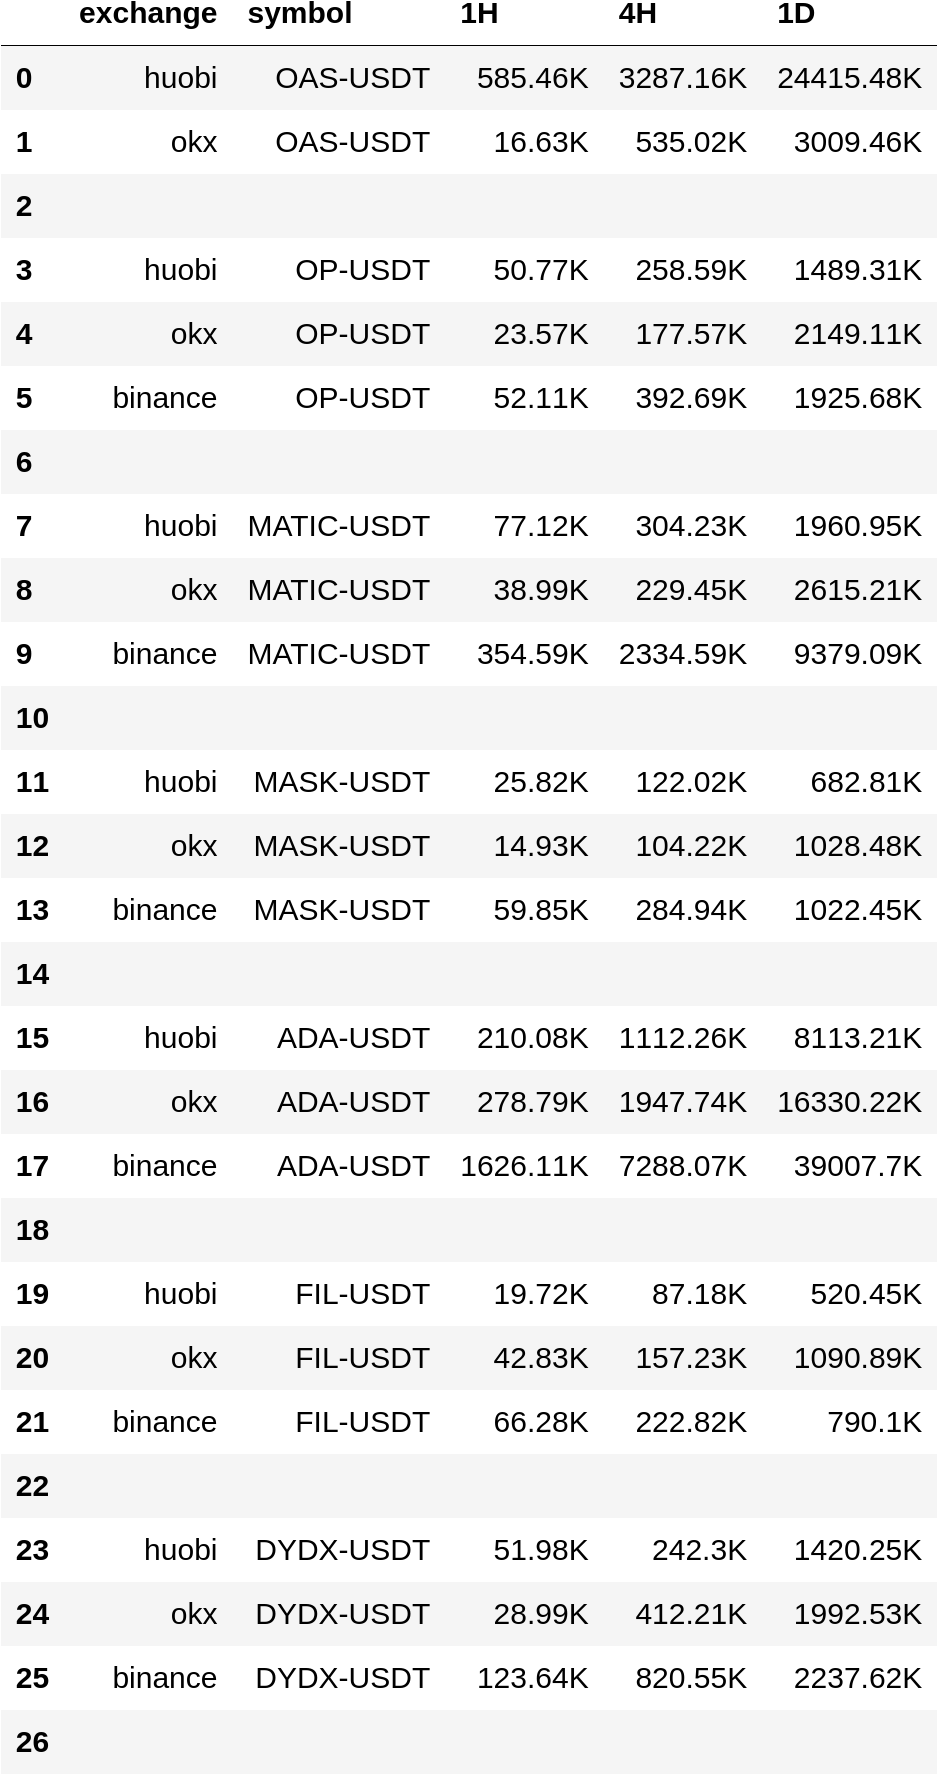 exchange symbol 1H 4H 1D
0 huobi OAS-USDT 585.46K 3287.16K 24415.48K
1 okx OAS-USDT 16.63K 535.02K 3009.46K
2
3 huobi OP-USDT 50.77K 258.59K 1489.31K
4 okx OP-USDT 23.57K 177.57K 2149.11K
5 binance OP-USDT 52.11K 392.69K 1925.68K
6
7 huobi MATIC-USDT 77.12K 304.23K 1960.95K
8 okx MATIC-USDT 38.99K 229.45K 2615.21K
9 binance MATIC-USDT 354.59K 2334.59K 9379.09K
10
11 huobi MASK-USDT 25.82K 122.02K 682.81K
12 okx MASK-USDT 14.93K 104.22K 1028.48K
13 binance MASK-USDT 59.85K 284.94K 1022.45K
14
15 huobi ADA-USDT 210.08K 1112.26K 8113.21K
16 okx ADA-USDT 278.79K 1947.74K 16330.22K
17 binance ADA-USDT 1626.11K 7288.07K 39007.7K
18
19 huobi FIL-USDT 19.72K 87.18K 520.45K
20 okx FIL-USDT 42.83K 157.23K 1090.89K
21 binance FIL-USDT 66.28K 222.82K 790.1K
22
23 huobi DYDX-USDT 51.98K 242.3K 1420.25K
24 okx DYDX-USDT 28.99K 412.21K 1992.53K
25 binance DYDX-USDT 123.64K 820.55K 2237.62K
26